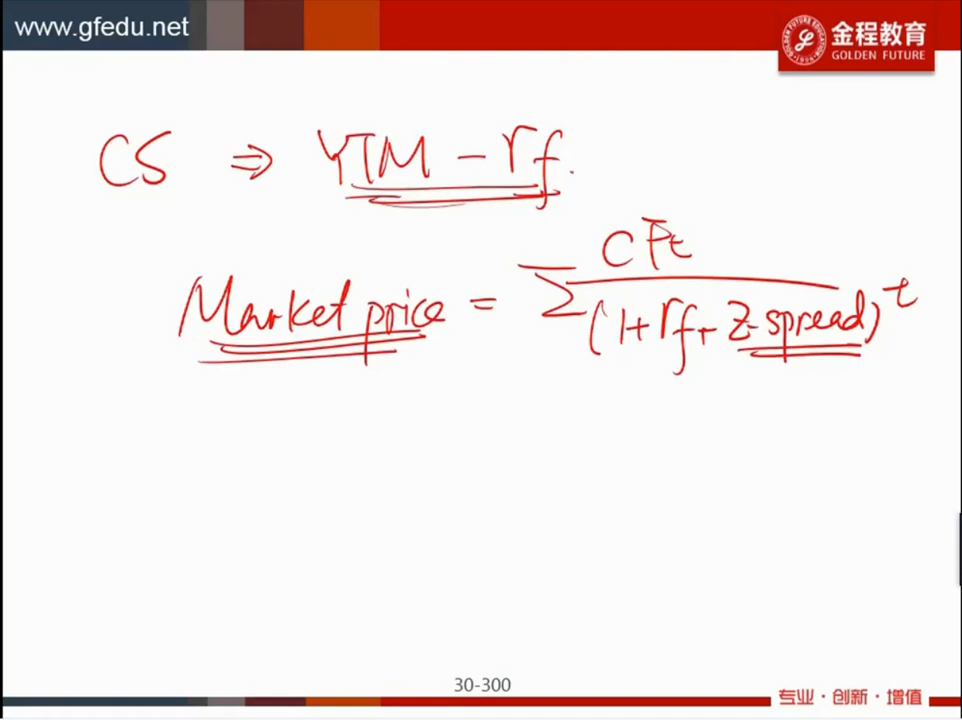 www.gfedu.net
金程教育
GOLDEN FUTURE
CS ⇒ YTM - rf.
Market price = Σ CFt / (1+rf+z-spread)^t
30-300
专业·创新·增值